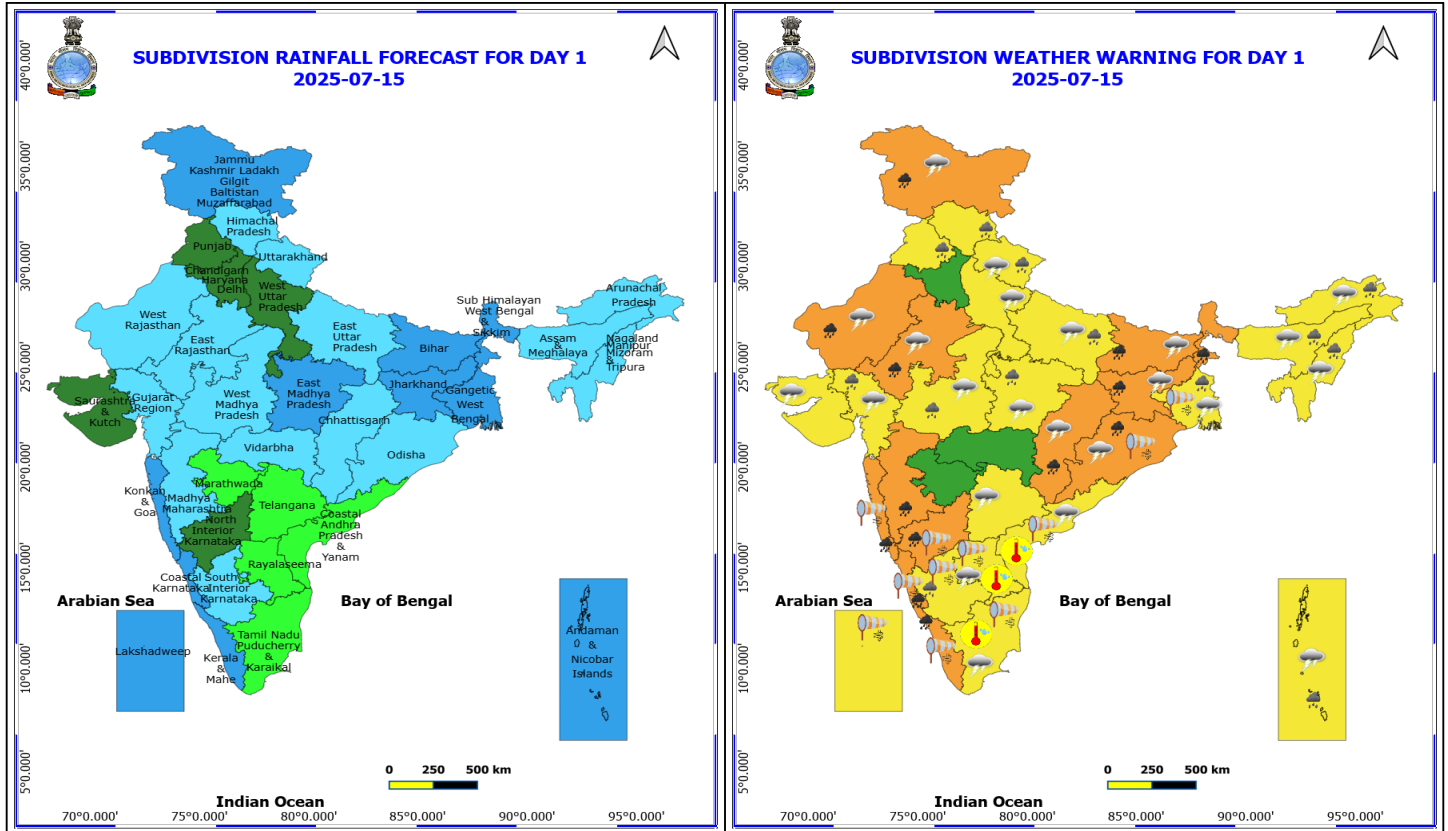 SUBDIVISION RAINFALL FORECAST FOR DAY 1
2025-07-15
40°0.000'
35°0.000'
30°0.000'
25°0.000'
20°0.000'
15°0.000'
10°0.000'
5°0.000'
Jammu
Kashmir Ladakh
Gilgit
Baltistan
Muzaffarabad
Himachal
Pradesh
Punjab
Uttarakhand
Chandigarh
Haryana
Delhi
West
Uttar
Pradesh
Arunachal
Pradesh
Sub Himalayan
West Bengal
&
Sikkim
West
Rajasthan
East
Rajasthan
East
Uttar
Pradesh
Bihar
Assam
&
Meghalaya
Nagaland
Manipur
Mizoram
&
Tripura
Saurashtra
&
Kutch
Gujarat
Region
West
Madhya
Pradesh
East
Madhya
Pradesh
Jharkhand
Gangetic
West
Bengal
Chhattisgarh
Vidarbha
Odisha
Konkan
&
Goa
Madhya
Maharashtra
Marathwada
Telangana
North
Interior
Karnataka
Coastal
Andhra
Pradesh
&
Yanam
Rayalaseema
Coastal
Karnataka
South
Interior
Karnataka
Arabian Sea
Bay of Bengal
Lakshadweep
Kerala
&
Mahe
Tamil Nadu
Puducherry
&
Karaikal
Andaman
&
Nicobar
Islands
0 250 500 km
Indian Ocean
70°0.000' 75°0.000' 80°0.000' 85°0.000' 90°0.000' 95°0.000'
SUBDIVISION WEATHER WARNING FOR DAY 1
2025-07-15
40°0.000'
35°0.000'
30°0.000'
25°0.000'
20°0.000'
15°0.000'
10°0.000'
5°0.000'
Arabian Sea
Bay of Bengal
0 250 500 km
Indian Ocean
70°0.000' 75°0.000' 80°0.000' 85°0.000' 90°0.000' 95°0.000'